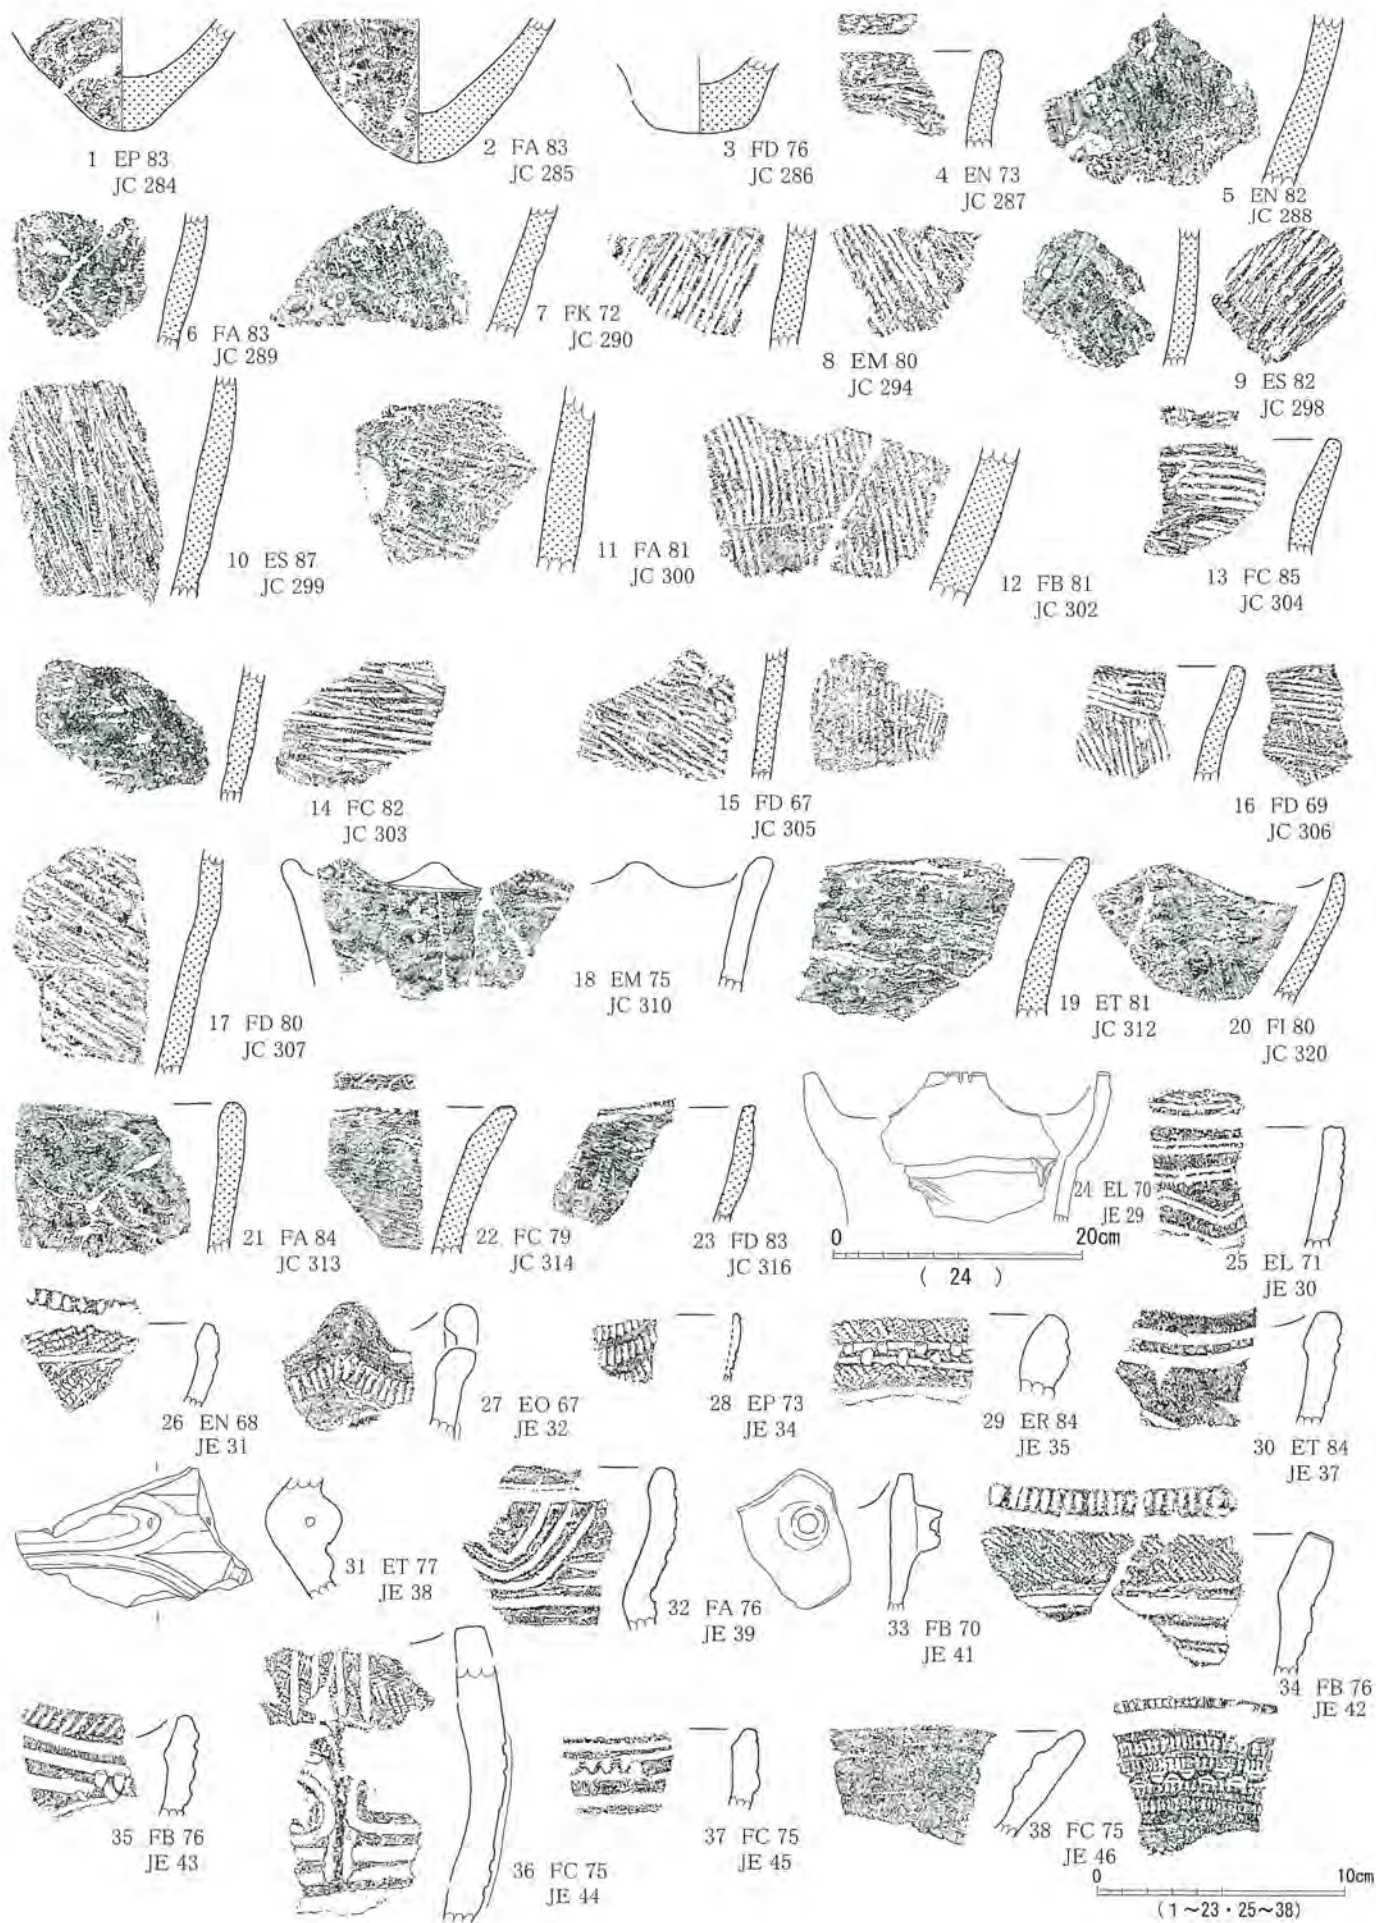 1 EP 83
JC 284
2 FA 83
JC 285
3 FD 76
JC 286
4 EN 73
JC 287
5 EN 82
JC 288
6 FA 83
JC 289
7 FK 72
JC 290
8 EM 80
JC 294
9 ES 82
JC 298
10 ES 87
JC 299
11 FA 81
JC 300
12 FB 81
JC 302
13 FC 85
JC 304
14 FC 82
JC 303
15 FD 67
JC 305
16 FD 69
JC 306
17 FD 80
JC 307
18 EM 75
JC 310
19 ET 81
JC 312
20 FI 80
JC 320
21 FA 84
JC 313
22 FC 79
JC 314
23 FD 83
JC 316
24 EL 70
JE 29
0 20cm
( 24 )
25 EL 71
JE 30
26 EN 68
JE 31
27 EO 67
JE 32
28 EP 73
JE 34
29 ER 84
JE 35
30 ET 84
JE 37
31 ET 77
JE 38
32 FA 76
JE 39
33 FB 70
JE 41
34 FB 76
JE 42
35 FB 76
JE 43
36 FC 75
JE 44
37 FC 75
JE 45
38 FC 75
JE 46
0 10cm
(1～23・25～38)